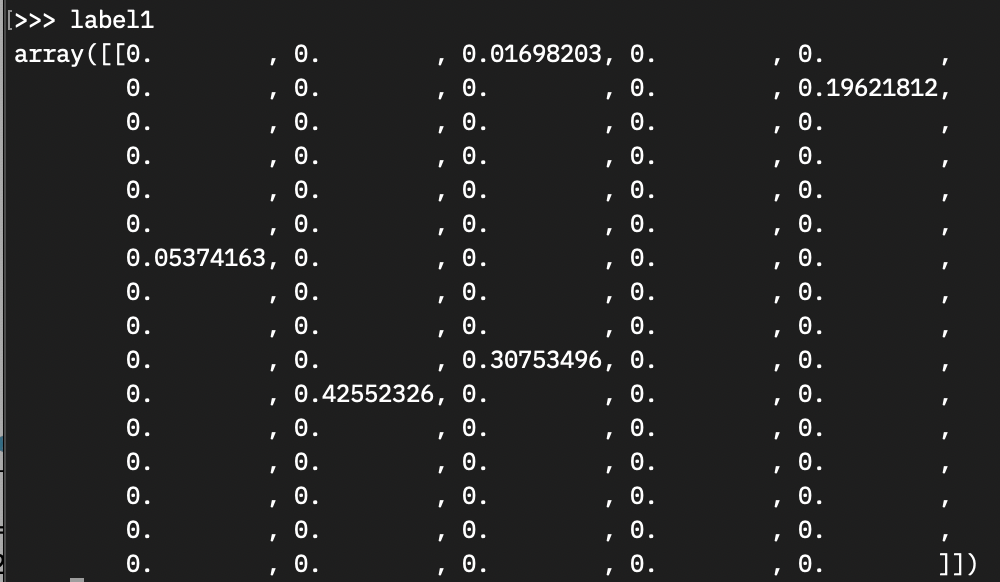 [>>> label1
array([[0.        , 0.        , 0.01698203, 0.        , 0.        ,
        0.        , 0.        , 0.        , 0.        , 0.19621812,
        0.        , 0.        , 0.        , 0.        , 0.        ,
        0.        , 0.        , 0.        , 0.        , 0.        ,
        0.        , 0.        , 0.        , 0.        , 0.        ,
        0.        , 0.        , 0.        , 0.        , 0.        ,
        0.05374163, 0.        , 0.        , 0.        , 0.        ,
        0.        , 0.        , 0.        , 0.        , 0.        ,
        0.        , 0.        , 0.        , 0.        , 0.        ,
        0.        , 0.        , 0.30753496, 0.        , 0.        ,
        0.        , 0.42552326, 0.        , 0.        , 0.        ,
        0.        , 0.        , 0.        , 0.        , 0.        ,
        0.        , 0.        , 0.        , 0.        , 0.        ,
        0.        , 0.        , 0.        , 0.        , 0.        ,
        0.        , 0.        , 0.        , 0.        , 0.        ,
        0.        , 0.        , 0.        , 0.        , 0.        ]])